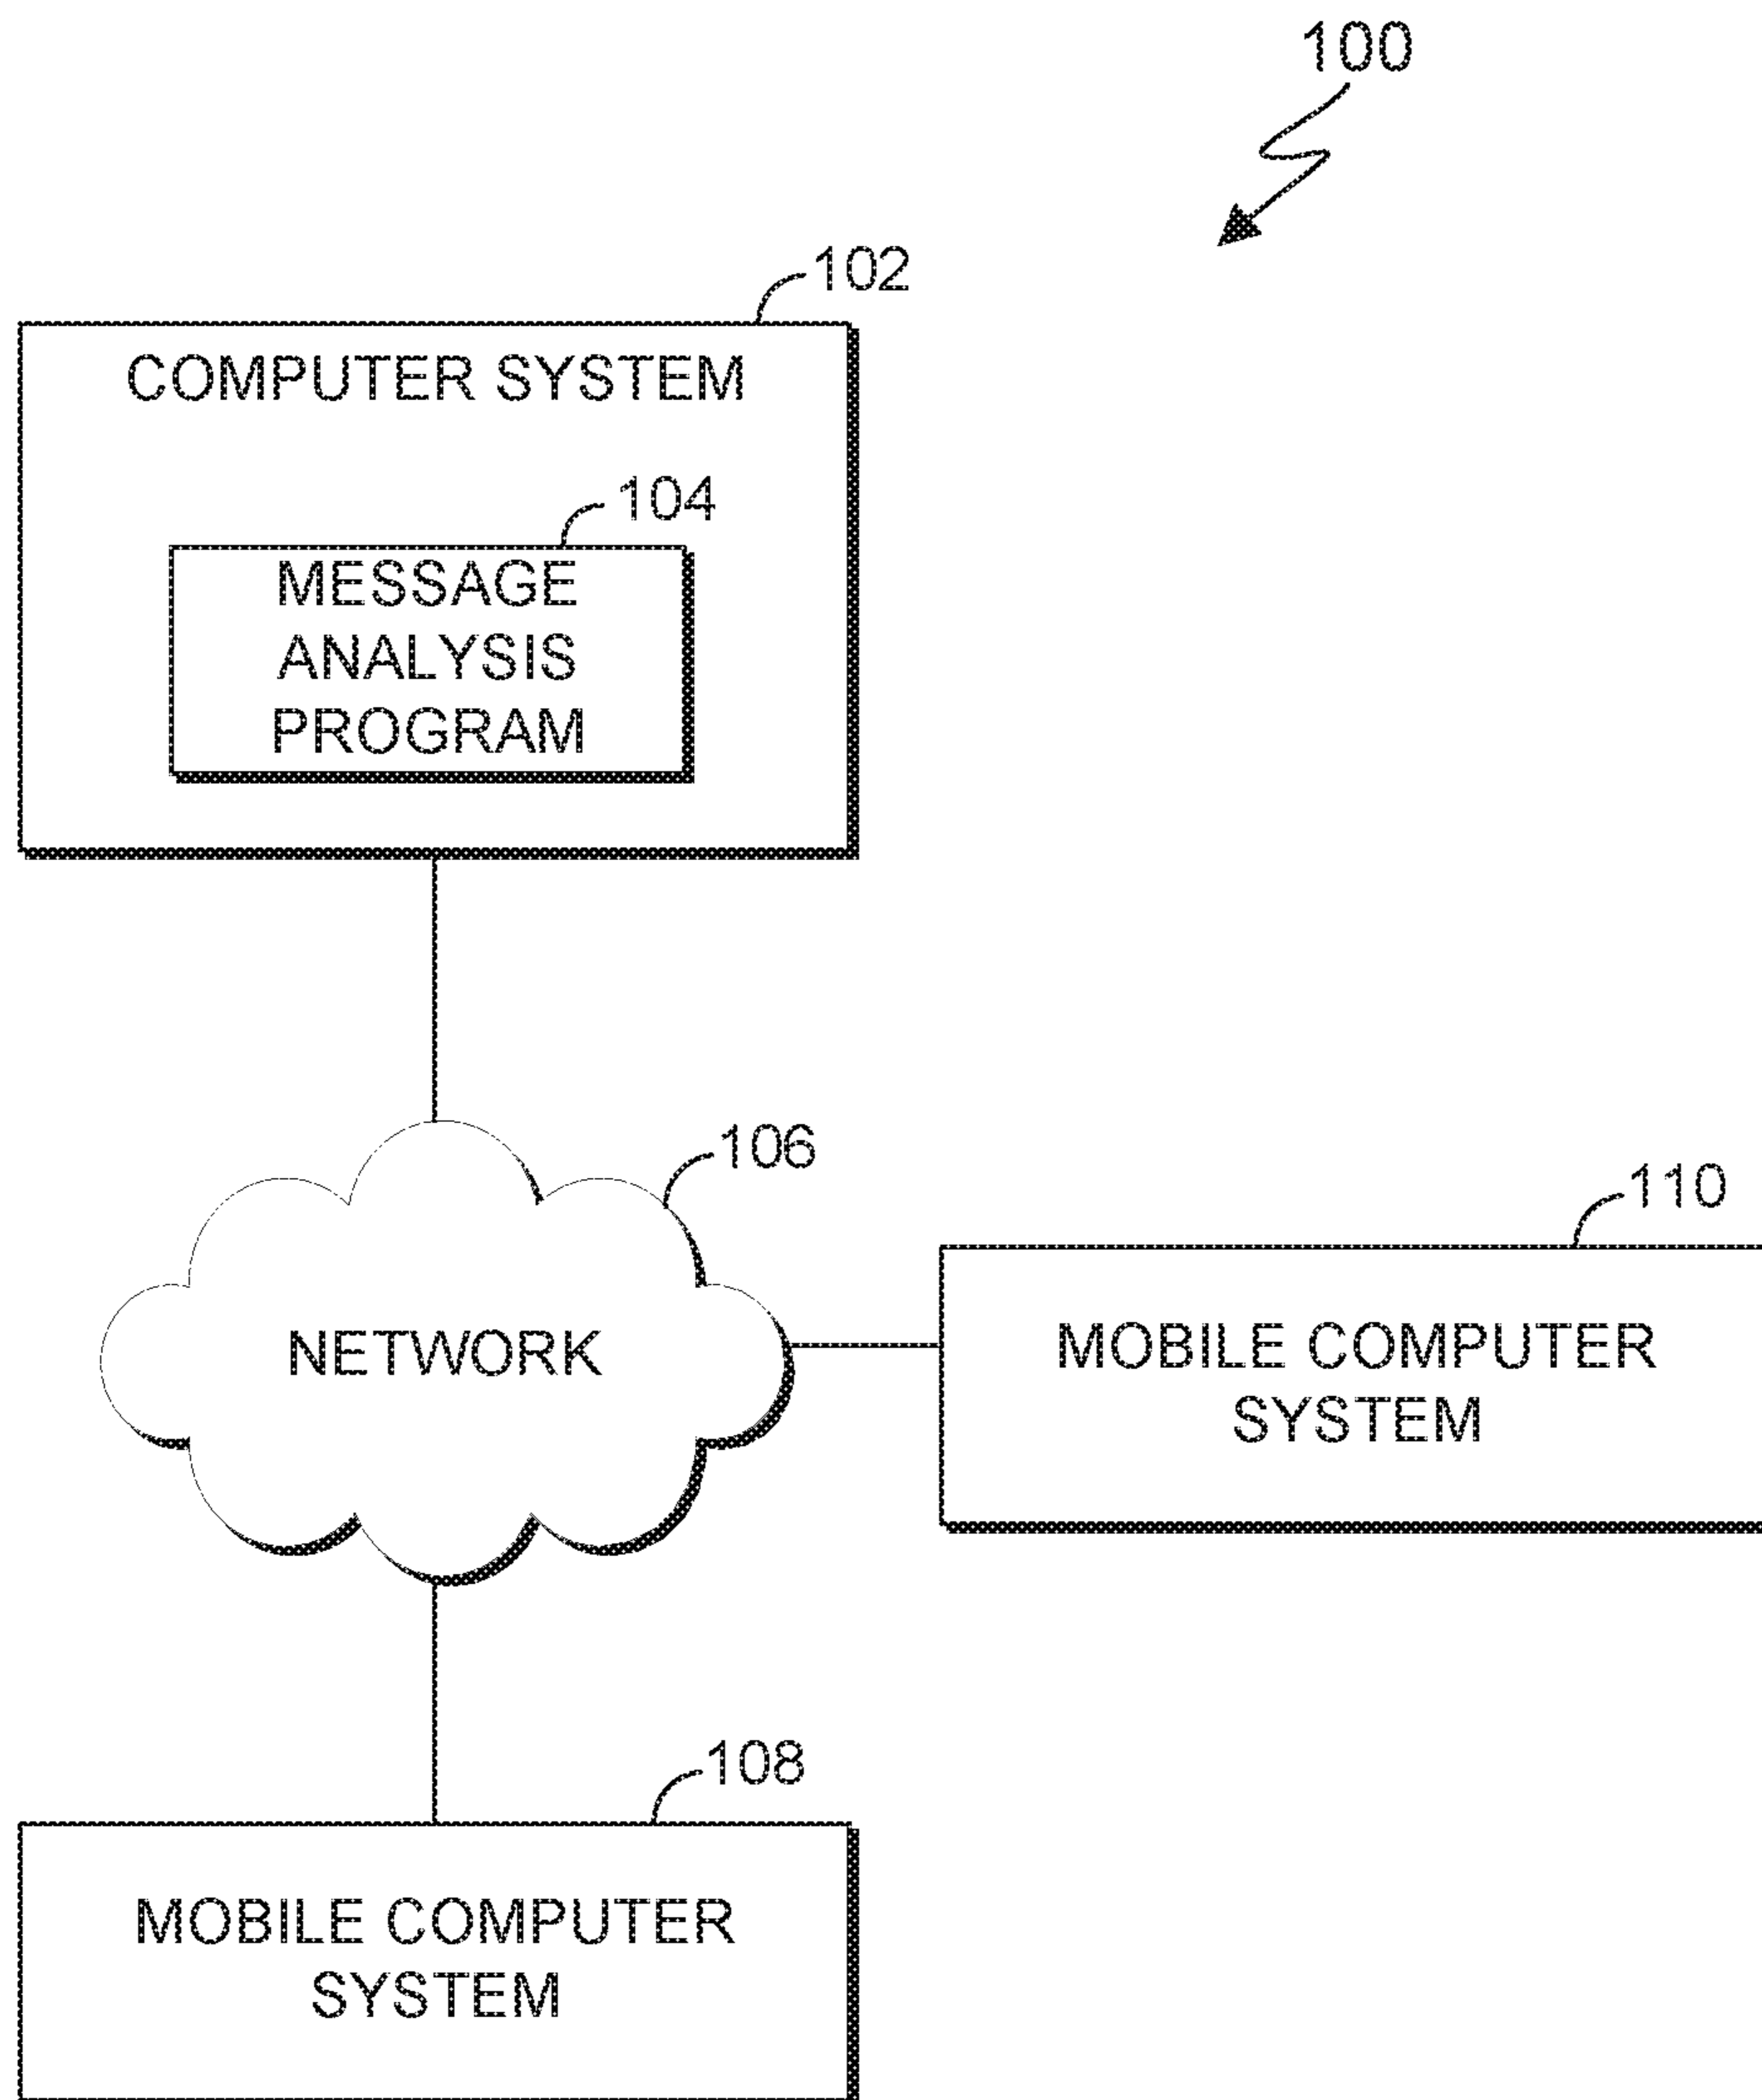 100
102
COMPUTER SYSTEM
104
MESSAGE
ANALYSIS
PROGRAM
106
NETWORK
110
MOBILE COMPUTER
SYSTEM
108
MOBILE COMPUTER
SYSTEM